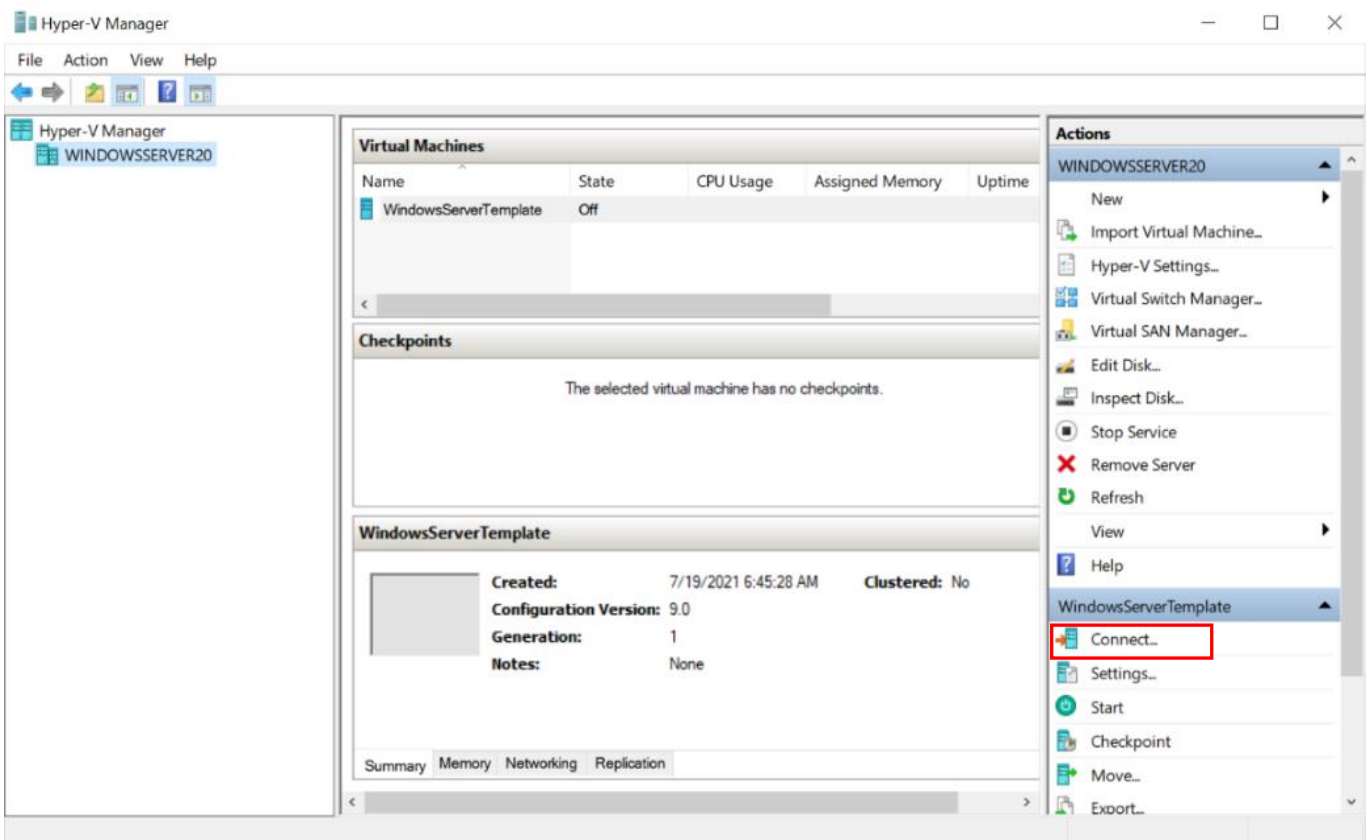 Hyper-V Manager
File Action View Help
Hyper-V Manager
WINDOWSSERVER20
Virtual Machines
Name State CPU Usage Assigned Memory Uptime
WindowsServerTemplate Off
Checkpoints
The selected virtual machine has no checkpoints.
WindowsServerTemplate
Created: 7/19/2021 6:45:28 AM Clustered: No
Configuration Version: 9.0
Generation: 1
Notes: None
Summary Memory Networking Replication
Actions
WINDOWSSERVER20
New
Import Virtual Machine...
Hyper-V Settings...
Virtual Switch Manager...
Virtual SAN Manager...
Edit Disk...
Inspect Disk...
Stop Service
Remove Server
Refresh
View
Help
WindowsServerTemplate
Connect...
Settings...
Start
Checkpoint
Move...
Export...